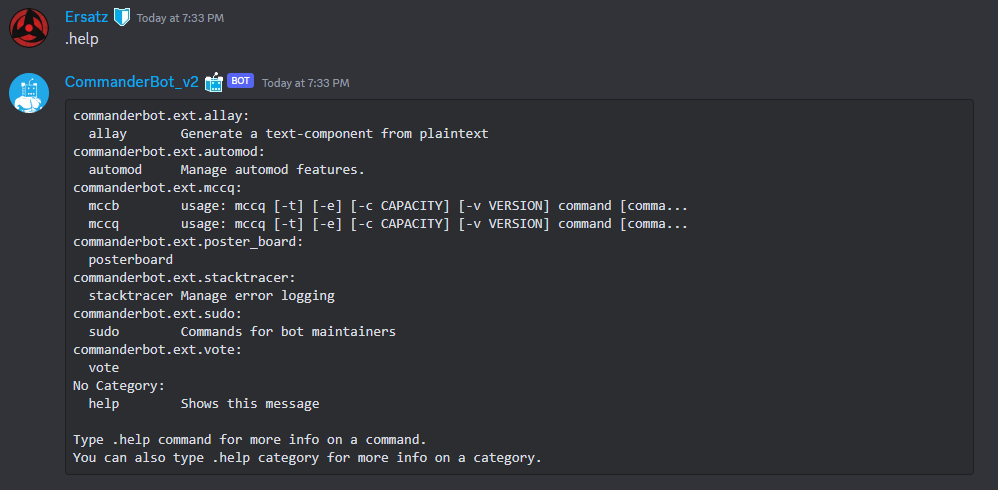 Ersatz Today at 7:33 PM
.help
CommanderBot_v2 BOT Today at 7:33 PM
commanderbot.ext.allay:
  allay       Generate a text-component from plaintext
commanderbot.ext.automod:
  automod     Manage automod features.
commanderbot.ext.mccq:
  mccb        usage: mccq [-t] [-e] [-c CAPACITY] [-v VERSION] command [comma...
  mccq        usage: mccq [-t] [-e] [-c CAPACITY] [-v VERSION] command [comma...
commanderbot.ext.poster_board:
  posterboard
commanderbot.ext.stacktracer:
  stacktracer Manage error logging
commanderbot.ext.sudo:
  sudo        Commands for bot maintainers
commanderbot.ext.vote:
  vote
No Category:
  help        Shows this message
Type .help command for more info on a command.
You can also type .help category for more info on a category.